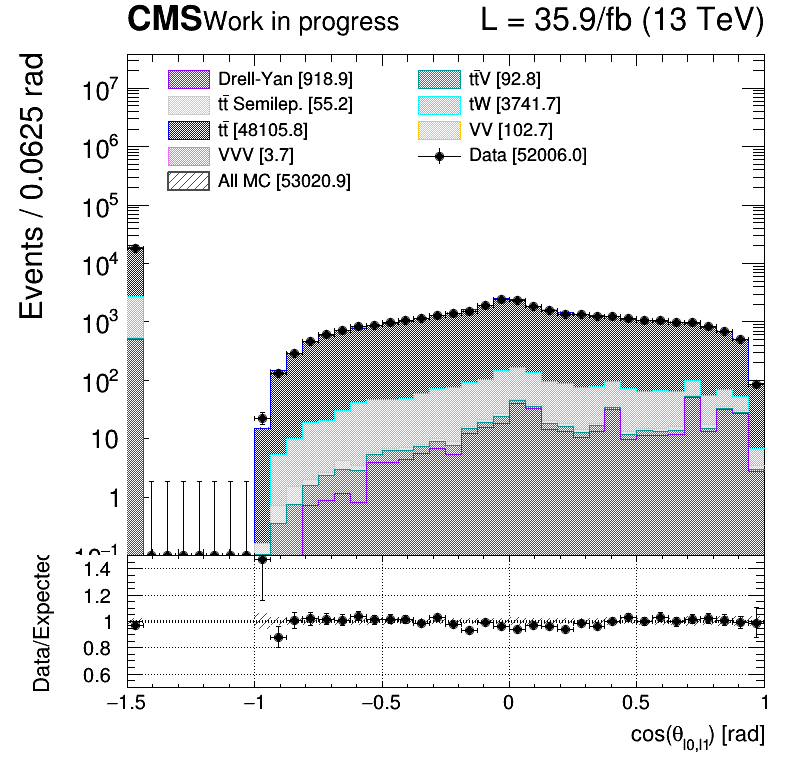 CMS Work in progress L = 35.9/fb (13 TeV)
Events / 0.0625 rad
Drell-Yan [918.9]
tt̄ Semilep. [55.2]
tt̄ [48105.8]
VVV [3.7]
All MC [53020.9]
tt̄V [92.8]
tW [3741.7]
VV [102.7]
Data [52006.0]
10⁷
10⁶
10⁵
10⁴
10³
10²
10
1
10⁻¹
Data/Expected
1.4
1.2
1
0.8
0.6
−1.5 −1 −0.5 0 0.5 1
cos(θ_l0,l1) [rad]